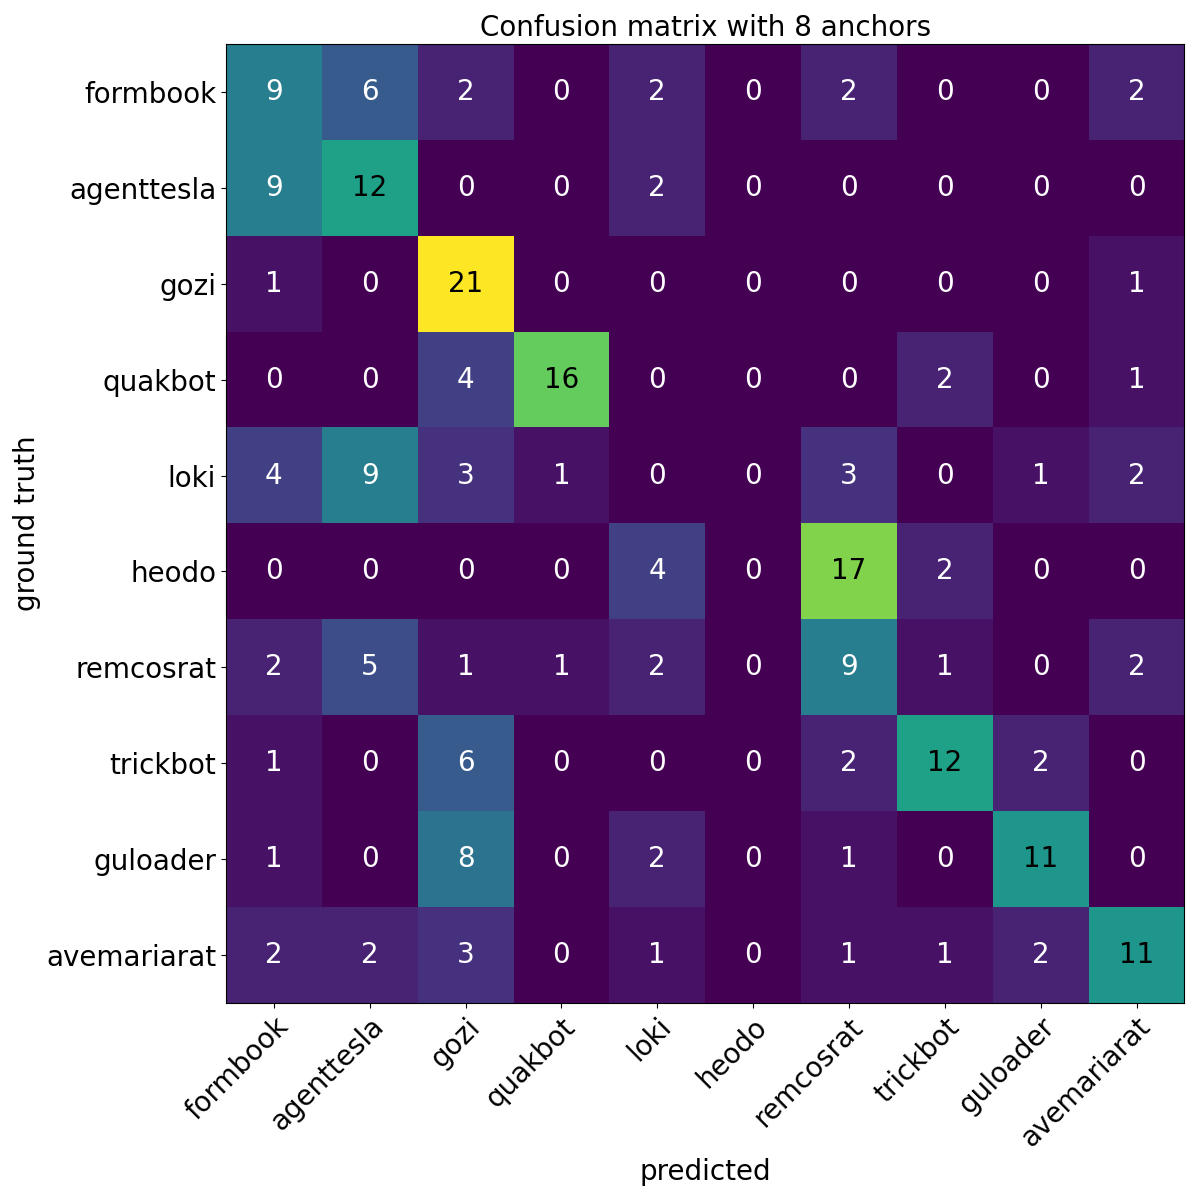 Confusion matrix with 8 anchors
formbook 9 6 2 0 2 0 2 0 0 2
agenttesla 9 12 0 0 2 0 0 0 0 0
gozi 1 0 21 0 0 0 0 0 0 1
quakbot 0 0 4 16 0 0 0 2 0 1
loki 4 9 3 1 0 0 3 0 1 2
heodo 0 0 0 0 4 0 17 2 0 0
remcosrat 2 5 1 1 2 0 9 1 0 2
trickbot 1 0 6 0 0 0 2 12 2 0
guloader 1 0 8 0 2 0 1 0 11 0
avemariarat 2 2 3 0 1 0 1 1 2 11
ground truth
formbook agenttesla gozi quakbot loki heodo remcosrat trickbot guloader avemariarat
predicted